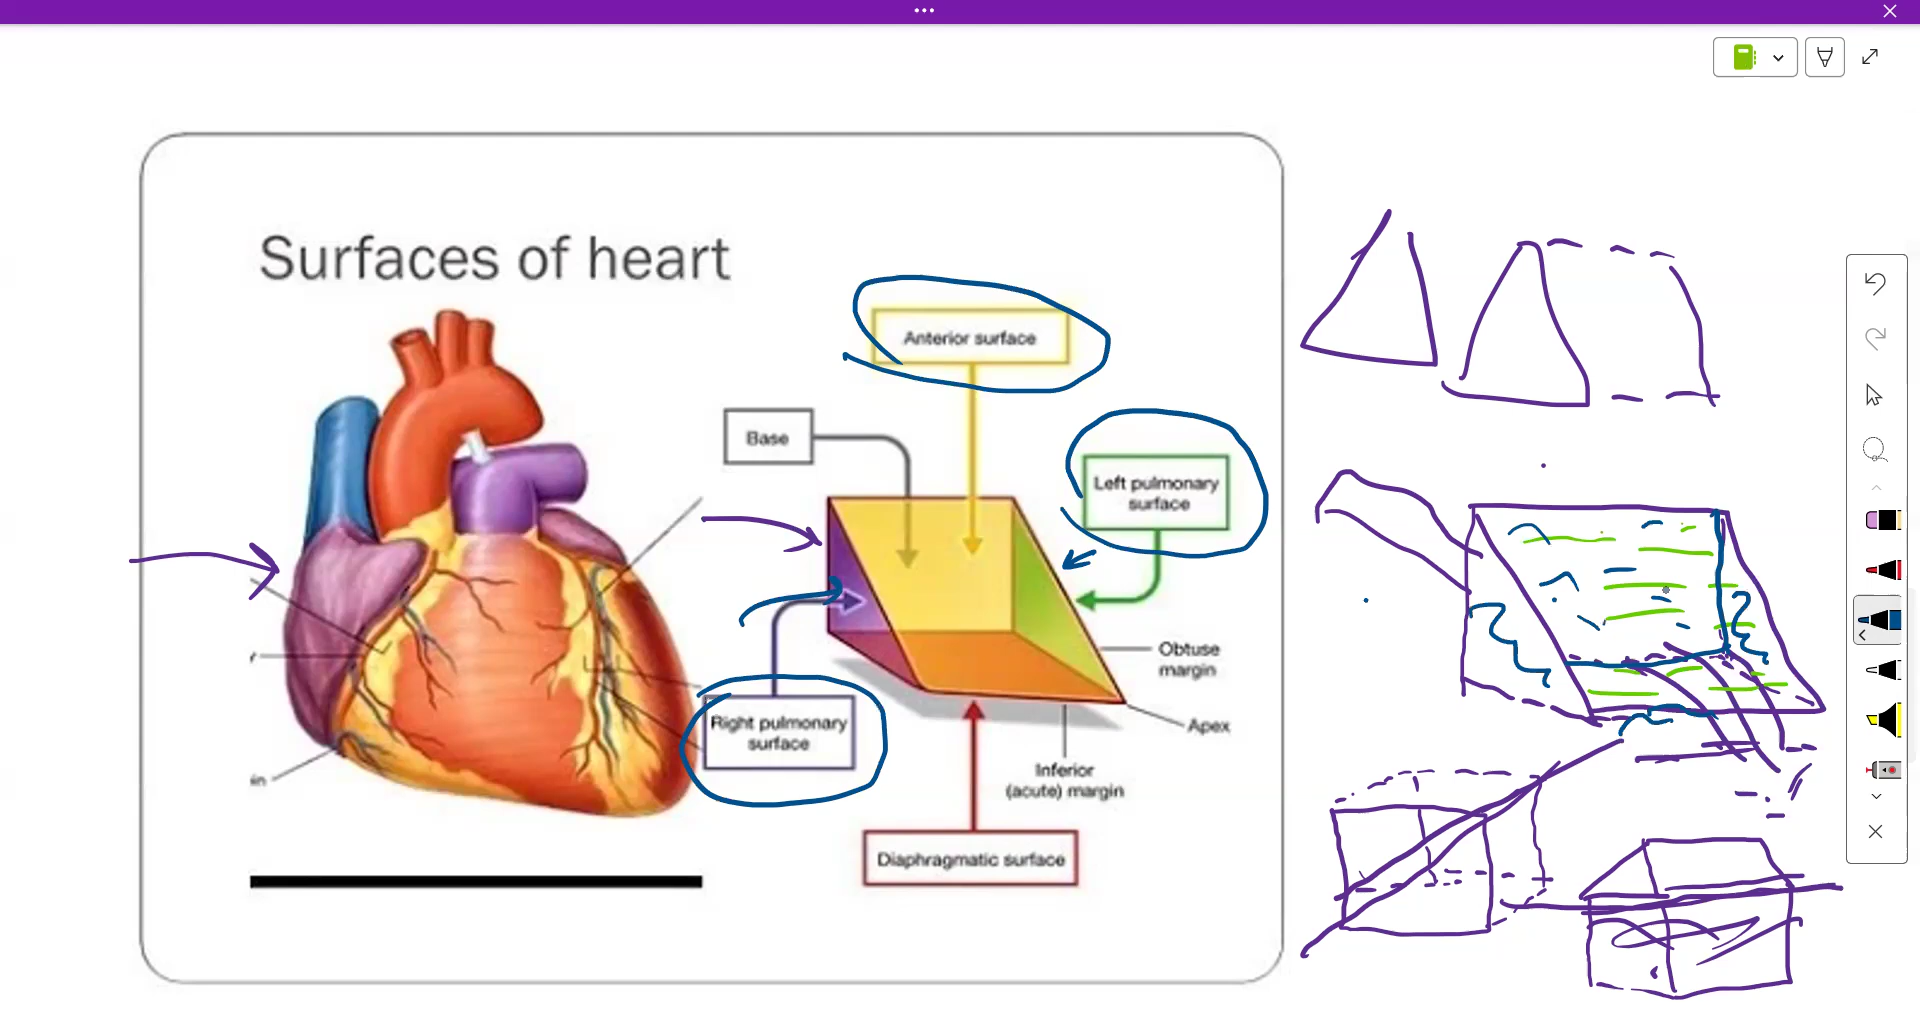 Surfaces of heart
Anterior surface
Base
Left pulmonary
surface
Obtuse
margin
Right pulmonary
surface
Apex
Inferior
(acute) margin
Diaphragmatic surface